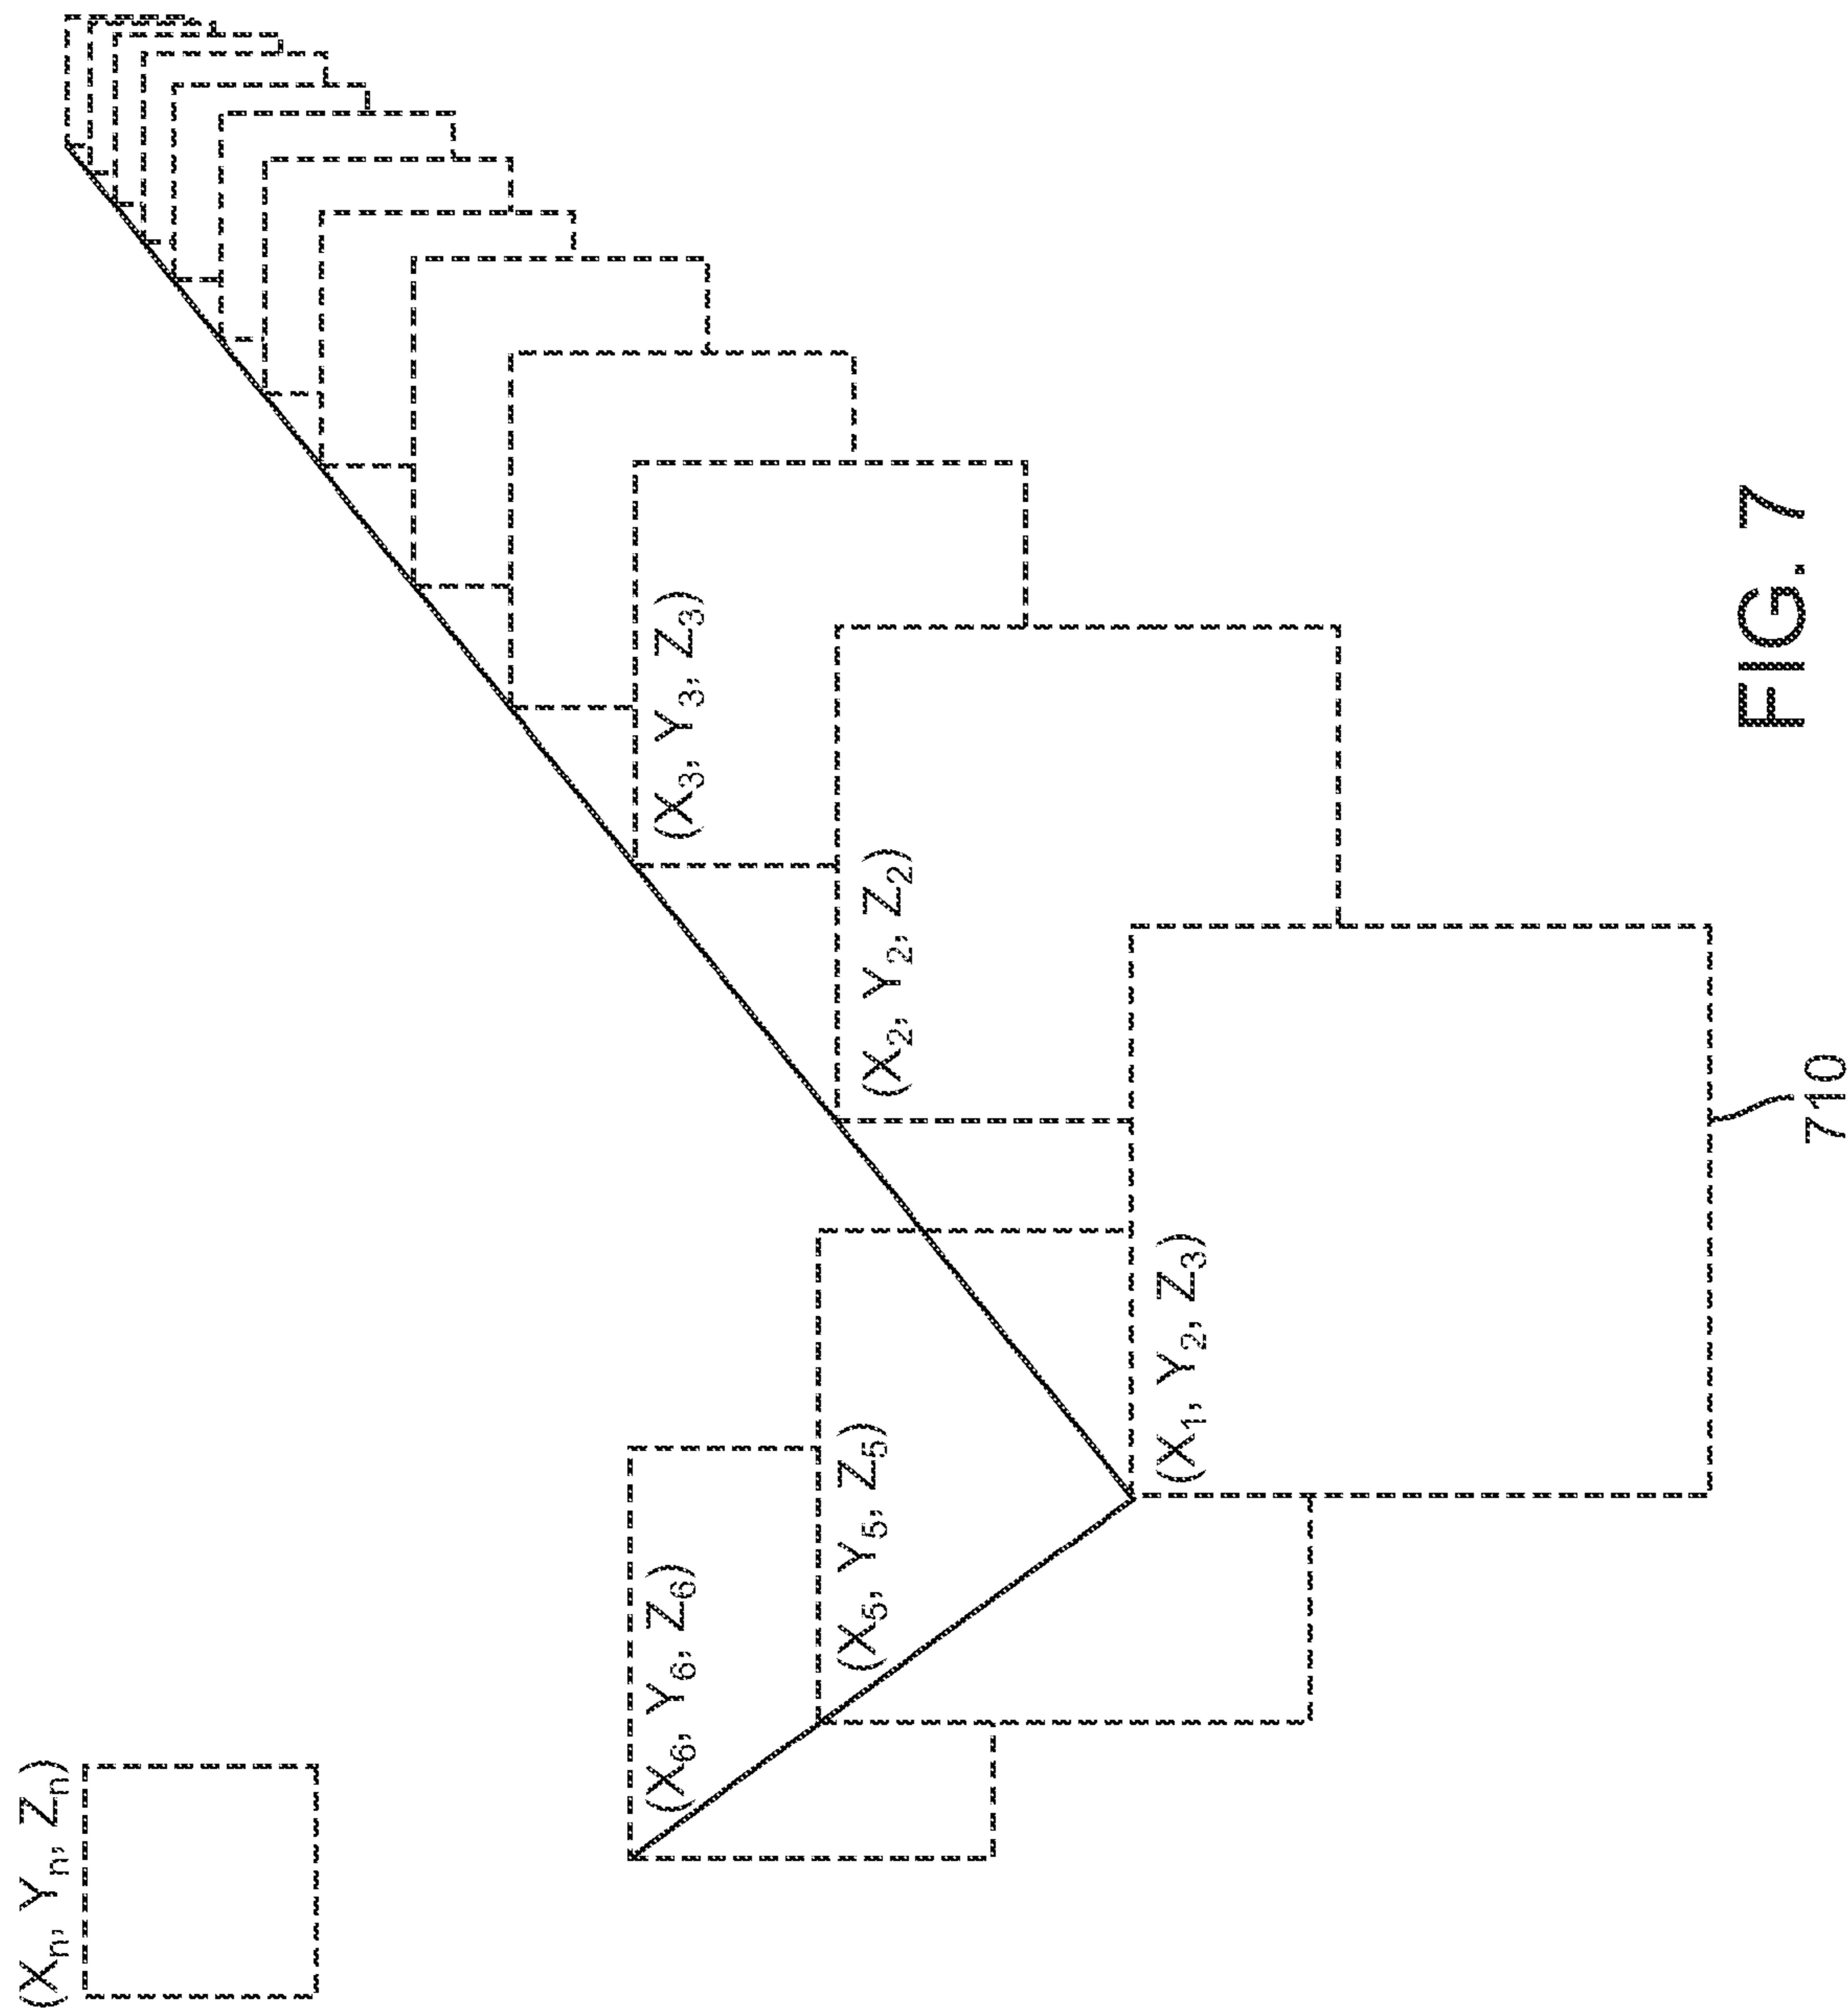 (Xn, Yn, Zn)
(X6, Y6, Z6)
(X5, Y5, Z5)
(X1, Y2, Z3)
(X2, Y2, Z2)
(X3, Y3, Z3)
710
FIG. 7